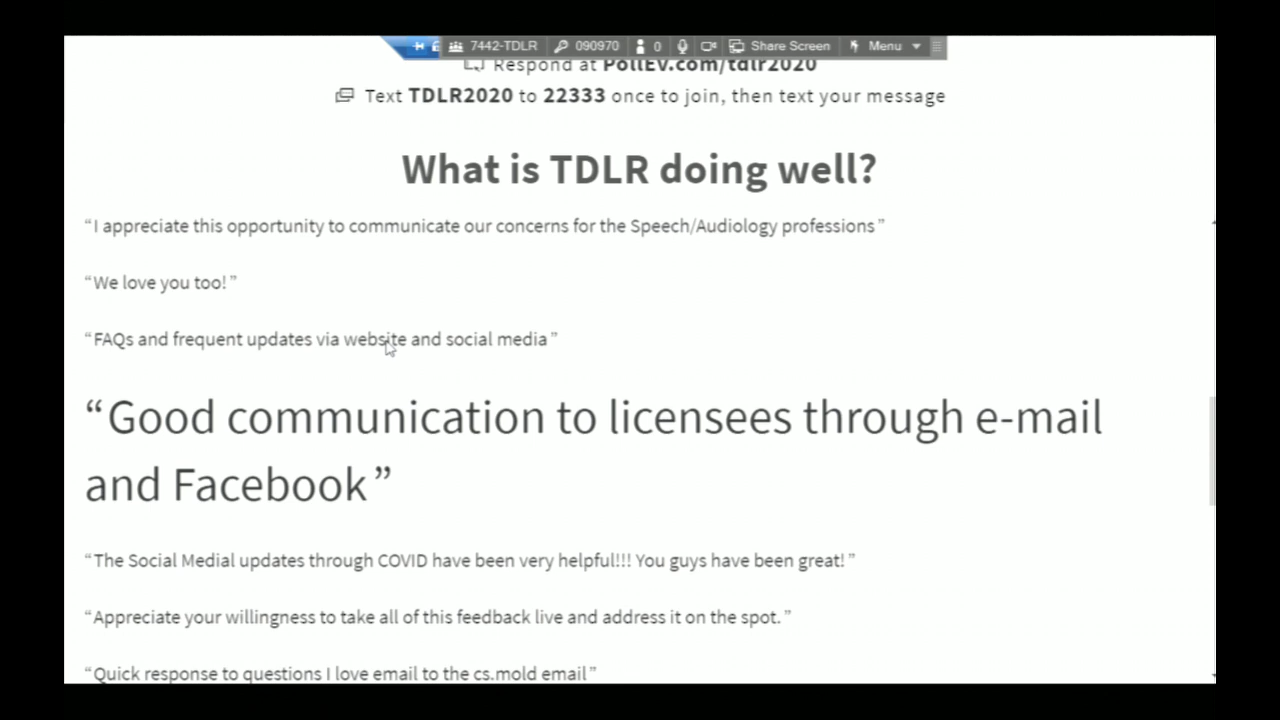 7442-TDLR 090970 0 Share Screen Menu
Respond at PollEv.com/tdlr2020
Text TDLR2020 to 22333 once to join, then text your message
What is TDLR doing well?
“I appreciate this opportunity to communicate our concerns for the Speech/Audiology professions”
“We love you too!”
“FAQs and frequent updates via website and social media”
“Good communication to licensees through e-mail
and Facebook”
“The Social Medial updates through COVID have been very helpful!!! You guys have been great!”
“Appreciate your willingness to take all of this feedback live and address it on the spot.”
“Quick response to questions I love email to the cs.mold email”